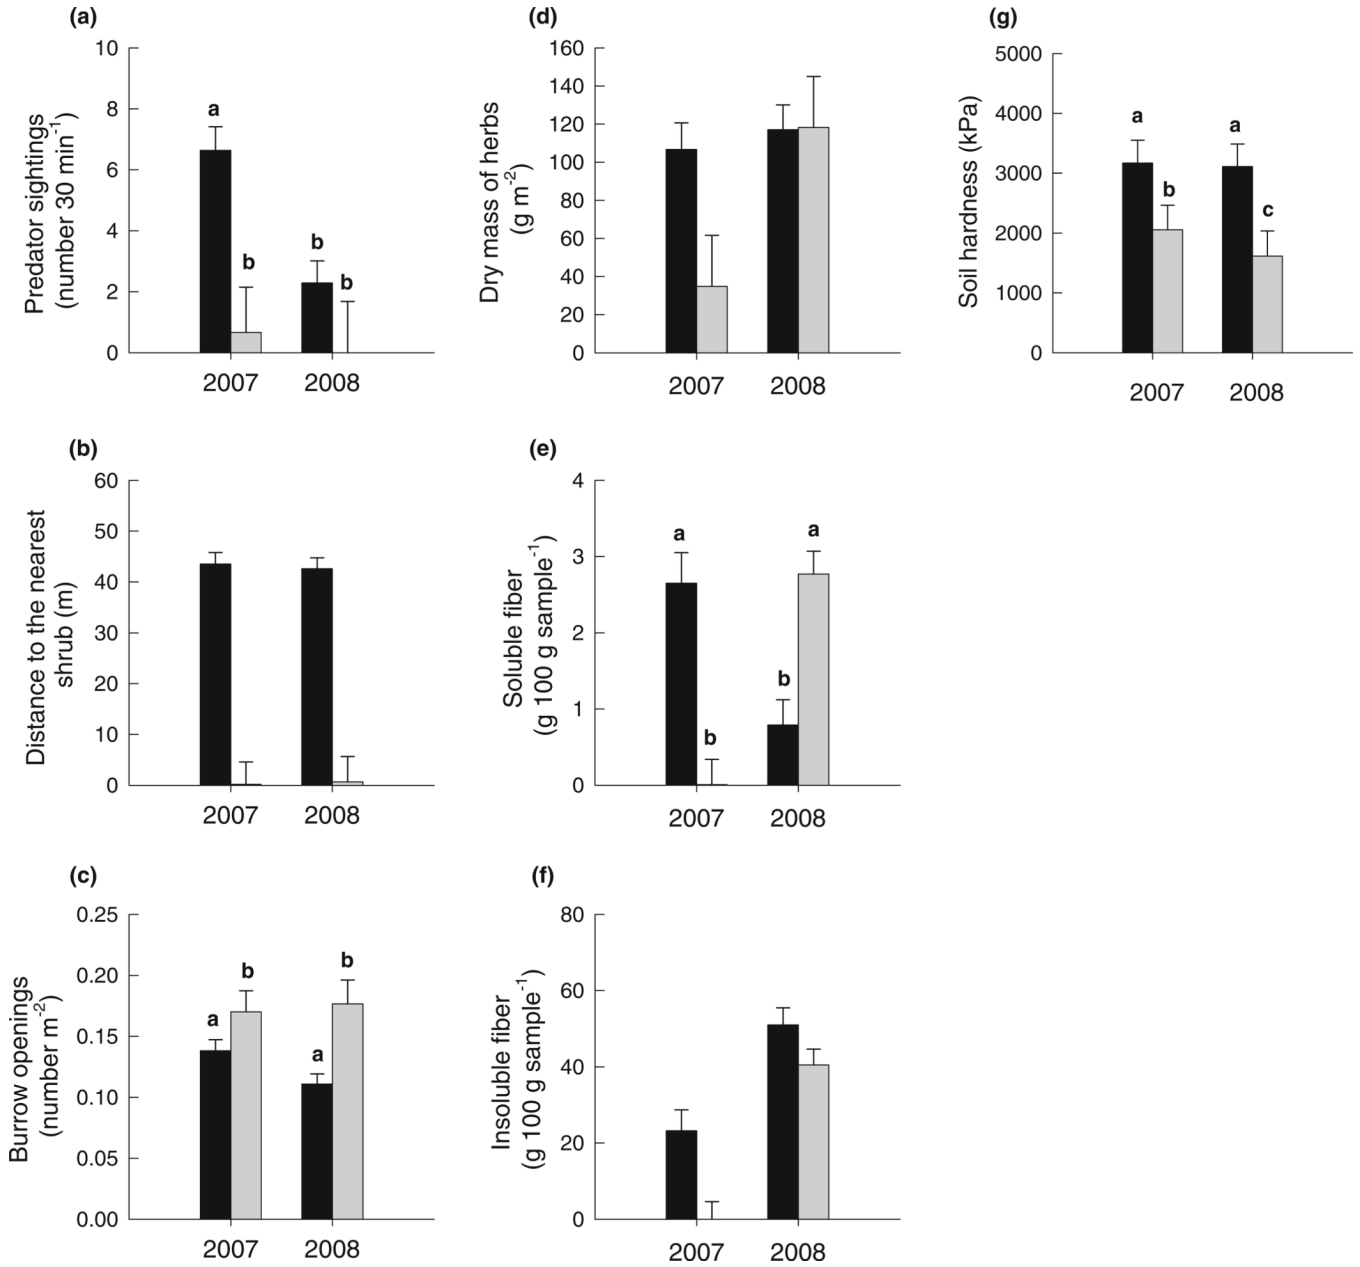 (a)
Predator sightings
(number 30 min-1)
10
8
6
4
2
0
a
b
b
b
2007 2008
(d)
Dry mass of herbs
(g m-2)
160
140
120
100
80
60
40
20
0
2007 2008
(g)
Soil hardness (kPa)
5000
4000
3000
2000
1000
0
a
b
a
c
2007 2008
(b)
Distance to the nearest
shrub (m)
60
50
40
30
20
10
0
2007 2008
(e)
Soluble fiber
(g 100 g sample-1)
4
3
2
1
0
a
b
b
a
2007 2008
(c)
Burrow openings
(number m-2)
0.25
0.20
0.15
0.10
0.05
0.00
a
b
a
b
2007 2008
(f)
Insoluble fiber
(g 100 g sample-1)
80
60
40
20
0
2007 2008